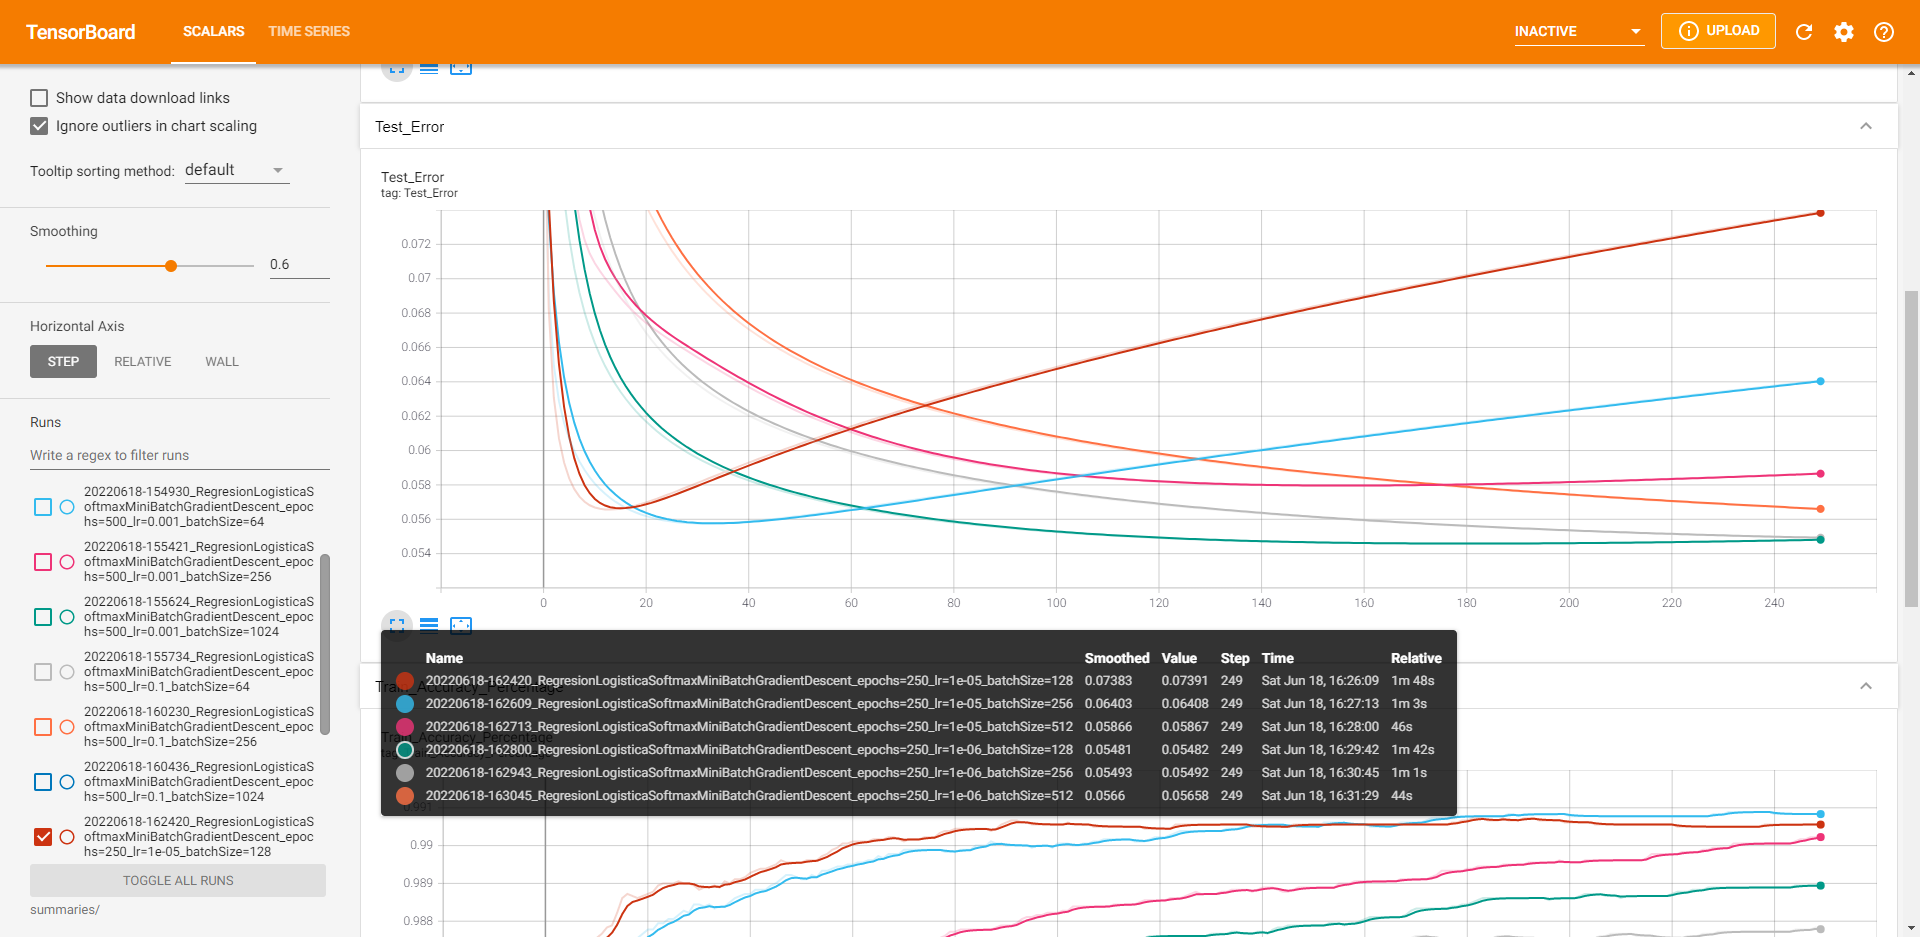 TensorBoard
SCALARS
TIME SERIES
INACTIVE
UPLOAD
Show data download links
Ignore outliers in chart scaling
Tooltip sorting method: default
Smoothing
0.6
Horizontal Axis
STEP
RELATIVE
WALL
Runs
Write a regex to filter runs
20220618-154930_RegresionLogisticaS
oftmaxMiniBatchGradientDescent_epoc
hs=500_lr=0.001_batchSize=64
20220618-155421_RegresionLogisticaS
oftmaxMiniBatchGradientDescent_epoc
hs=500_lr=0.001_batchSize=256
20220618-155624_RegresionLogisticaS
oftmaxMiniBatchGradientDescent_epoc
hs=500_lr=0.001_batchSize=1024
20220618-155734_RegresionLogisticaS
oftmaxMiniBatchGradientDescent_epoc
hs=500_lr=0.1_batchSize=64
20220618-160230_RegresionLogisticaS
oftmaxMiniBatchGradientDescent_epoc
hs=500_lr=0.1_batchSize=256
20220618-160436_RegresionLogisticaS
oftmaxMiniBatchGradientDescent_epoc
hs=500_lr=0.1_batchSize=1024
20220618-162420_RegresionLogisticaS
oftmaxMiniBatchGradientDescent_epoc
hs=250_lr=1e-05_batchSize=128
TOGGLE ALL RUNS
summaries/
Test_Error
Test_Error
tag: Test_Error
0.072
0.07
0.068
0.066
0.064
0.062
0.06
0.058
0.056
0.054
0 20 40 60 80 100 120 140 160 180 200 220 240
Name Smoothed Value Step Time Relative
20220618-162420_RegresionLogisticaSoftmaxMiniBatchGradientDescent_epochs=250_lr=1e-05_batchSize=128 0.07383 0.07391 249 Sat Jun 18, 16:26:09 1m 48s
20220618-162609_RegresionLogisticaSoftmaxMiniBatchGradientDescent_epochs=250_lr=1e-05_batchSize=256 0.06403 0.06408 249 Sat Jun 18, 16:27:13 1m 3s
20220618-162713_RegresionLogisticaSoftmaxMiniBatchGradientDescent_epochs=250_lr=1e-05_batchSize=512 0.05866 0.05867 249 Sat Jun 18, 16:28:00 46s
20220618-162800_RegresionLogisticaSoftmaxMiniBatchGradientDescent_epochs=250_lr=1e-06_batchSize=128 0.05481 0.05482 249 Sat Jun 18, 16:29:42 1m 42s
20220618-162943_RegresionLogisticaSoftmaxMiniBatchGradientDescent_epochs=250_lr=1e-06_batchSize=256 0.05493 0.05492 249 Sat Jun 18, 16:30:45 1m 1s
20220618-163045_RegresionLogisticaSoftmaxMiniBatchGradientDescent_epochs=250_lr=1e-06_batchSize=512 0.0566 0.05658 249 Sat Jun 18, 16:31:29 44s
Train_Accuracy_Percentage
Train_Accuracy_Percentage
tag: Train_Accuracy_Percentage
0.991
0.99
0.989
0.988